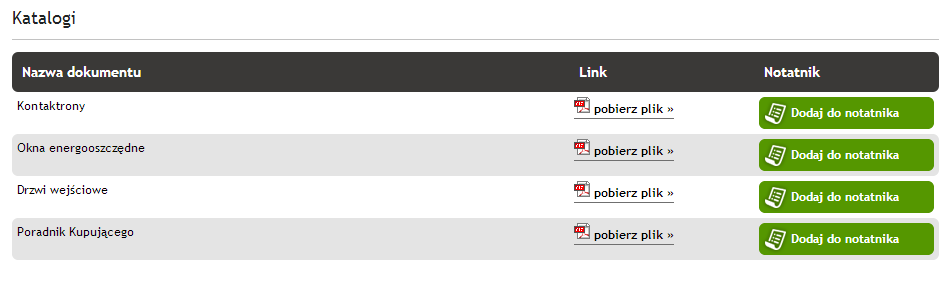 Katalogi
Nazwa dokumentu Link Notatnik
Kontaktrony pobierz plik » Dodaj do notatnika
Okna energooszczędne pobierz plik » Dodaj do notatnika
Drzwi wejściowe pobierz plik » Dodaj do notatnika
Poradnik Kupującego pobierz plik » Dodaj do notatnika